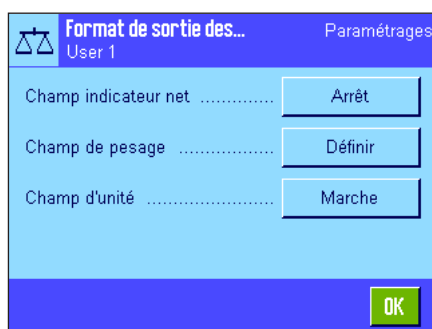 Format de sortie des...
Paramétrages
User 1
Champ indicateur net .............. Arrêt
Champ de pesage ................... Définir
Champ d'unité ......................... Marche
OK